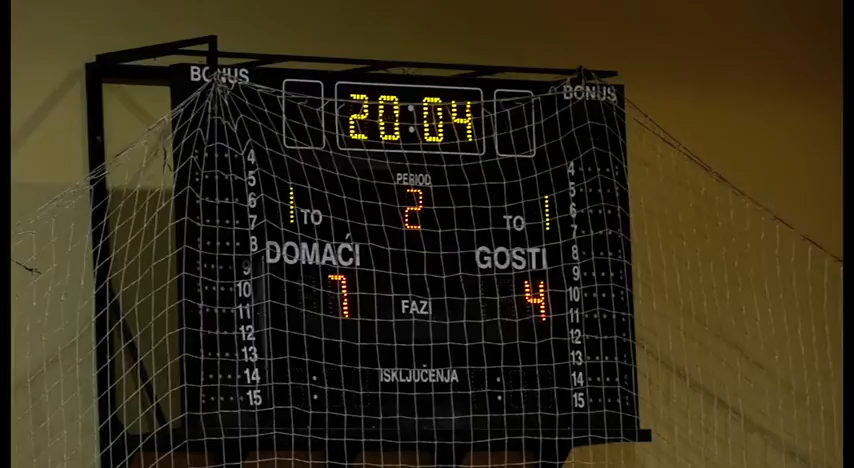 BONUS BONUS
20:04
PERIOD
2
1 TO TO 1
DOMAĆI GOSTI
7 4
FAZI
ISKLJUČENJA
4 4
5 5
6 6
7 7
8 8
9 9
10 10
11 11
12 12
13 13
14 14
15 15